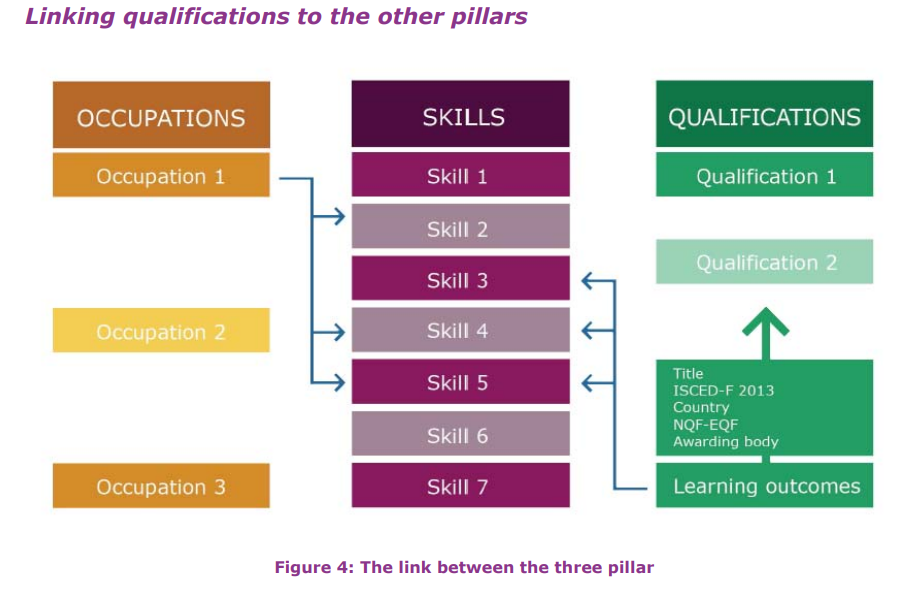 Linking qualifications to the other pillars
OCCUPATIONS
Occupation 1
Occupation 2
Occupation 3
SKILLS
Skill 1
Skill 2
Skill 3
Skill 4
Skill 5
Skill 6
Skill 7
QUALIFICATIONS
Qualification 1
Qualification 2
Title
ISCED-F 2013
Country
NQF-EQF
Awarding body
Learning outcomes
Figure 4: The link between the three pillar